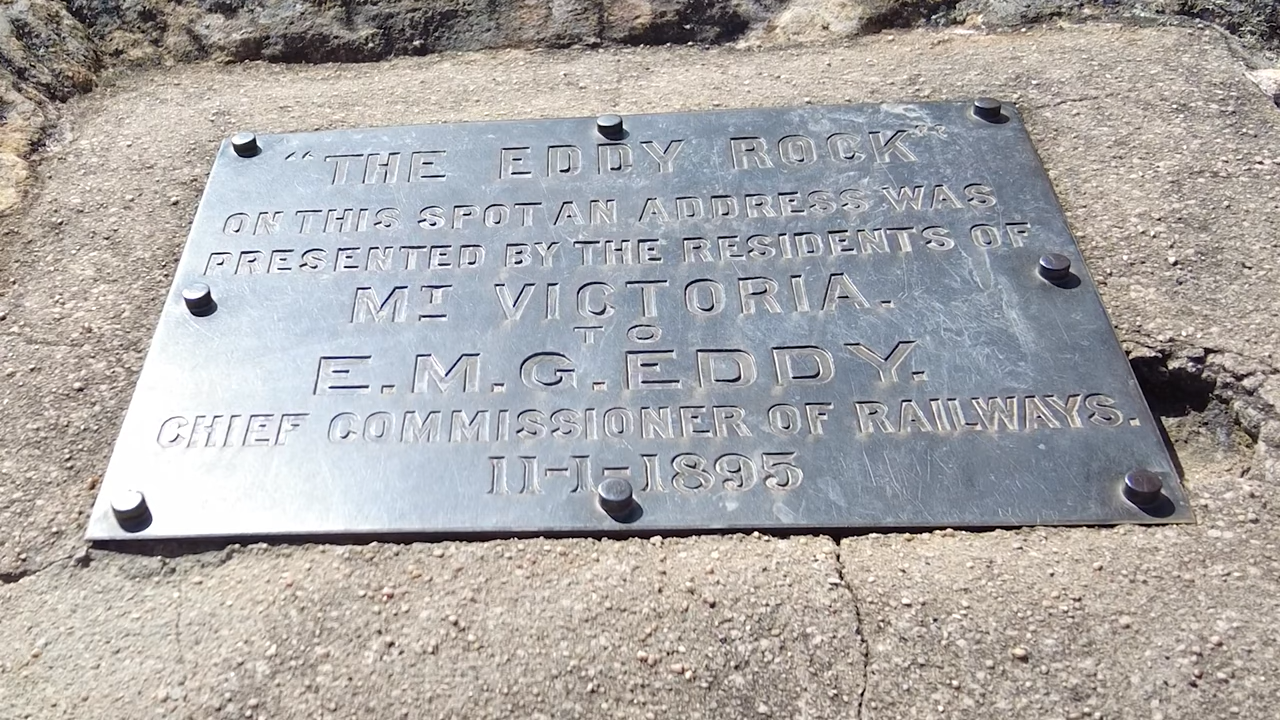 "THE EDDY ROCK"
ON THIS SPOT AN ADDRESS WAS
PRESENTED BY THE RESIDENTS OF
MT VICTORIA.
TO
E.M.G.EDDY.
CHIEF COMMISSIONER OF RAILWAYS.
11-1-1895